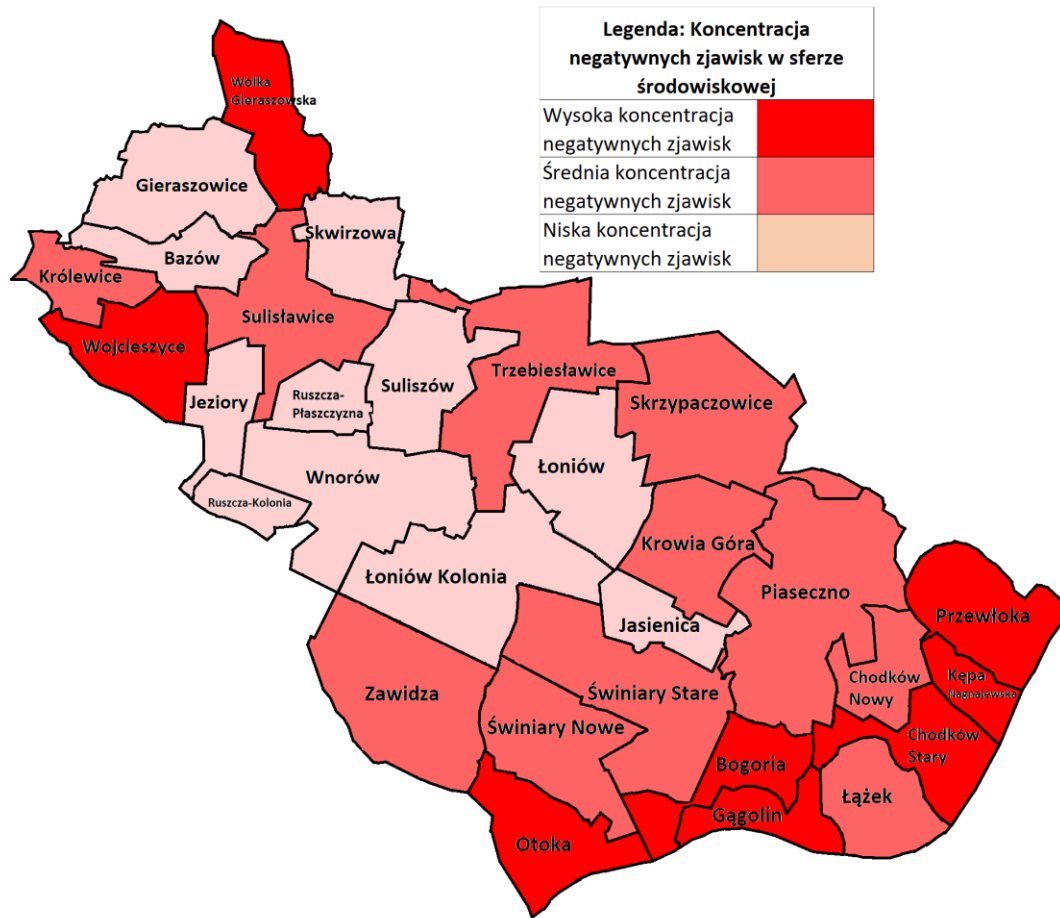 Legenda: Koncentracja
negatywnych zjawisk w sferze
środowiskowej
Wysoka koncentracja
negatywnych zjawisk
Średnia koncentracja
negatywnych zjawisk
Niska koncentracja
negatywnych zjawisk
Wólka
Gieraszowska
Gieraszowice
Skwirzowa
Bazów
Królewice
Sulisławice
Wojcieszyce
Trzebiesławice
Suliszów
Ruszcza-
Płaszczyzna
Jeziory
Skrzypaczowice
Łoniów
Wnorów
Ruszcza-Kolonia
Krowia Góra
Łoniów Kolonia
Piaseczno
Przewłoka
Jasienica
Kępa
Nagnajewska
Chodków
Nowy
Zawidza
Świniary Stare
Świniary Nowe
Chodków
Stary
Bogoria
Łążek
Gągolin
Otoka